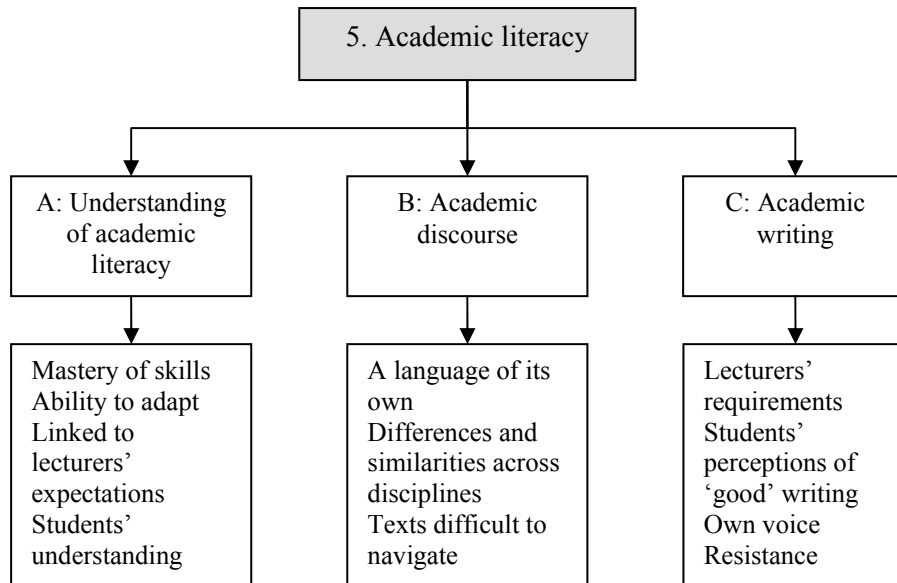 5. Academic literacy
A: Understanding
of academic
literacy
B: Academic
discourse
C: Academic
writing
Mastery of skills
Ability to adapt
Linked to
lecturers’
expectations
Students’
understanding
A language of its
own
Differences and
similarities across
disciplines
Texts difficult to
navigate
Lecturers’
requirements
Students’
perceptions of
‘good’ writing
Own voice
Resistance